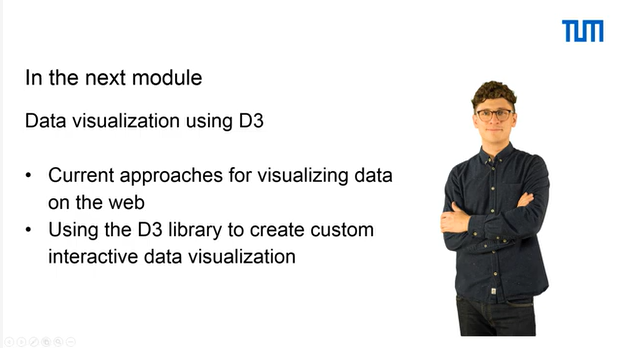 TUM
In the next module
Data visualization using D3
• Current approaches for visualizing data
on the web
• Using the D3 library to create custom
interactive data visualization